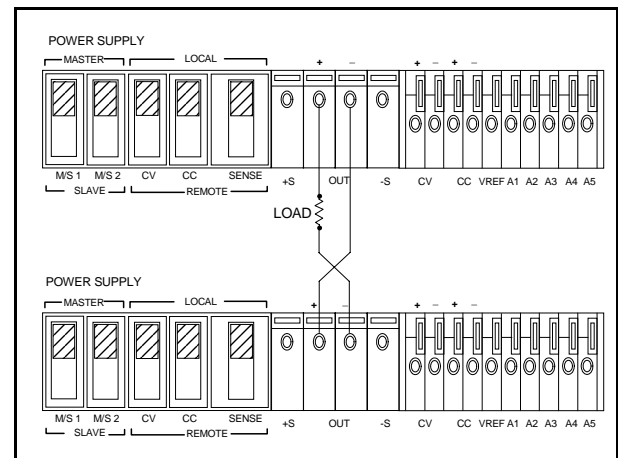 POWER SUPPLY
MASTER LOCAL
+ – + – + –
M/S 1 M/S 2 CV CC SENSE +S OUT -S CV CC VREF A1 A2 A3 A4 A5
SLAVE REMOTE
LOAD
POWER SUPPLY
MASTER LOCAL
+ – + – + –
M/S 1 M/S 2 CV CC SENSE +S OUT -S CV CC VREF A1 A2 A3 A4 A5
SLAVE REMOTE